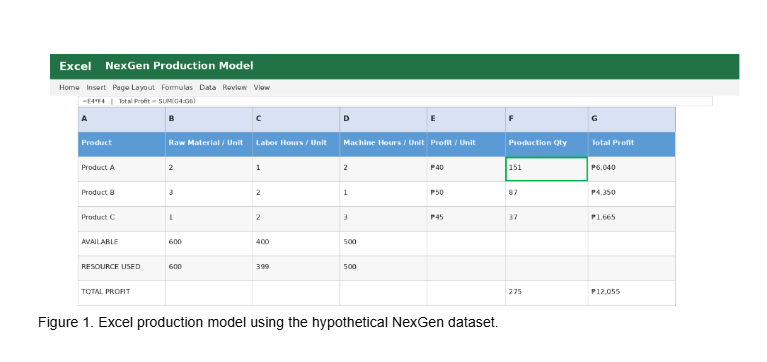 Excel NexGen Production Model
Home Insert Page Layout Formulas Data Review View
=E4*F4 | Total Profit = SUM(G4:G6)
A B C D E F G
Product Raw Material / Unit Labor Hours / Unit Machine Hours / Unit Profit / Unit Production Qty Total Profit
Product A 2 1 2 ₱40 151 ₱6,040
Product B 3 2 1 ₱50 87 ₱4,350
Product C 1 2 3 ₱45 37 ₱1,665
AVAILABLE 600 400 500
RESOURCE USED 600 399 500
TOTAL PROFIT 275 ₱12,055
Figure 1. Excel production model using the hypothetical NexGen dataset.